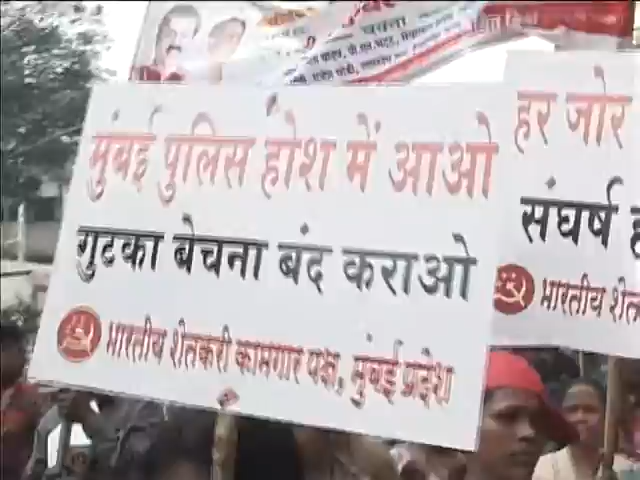 मुंबई पुलिस होश में आओ
गुटका बेचना बंद कराओ
भारतीय शेतकरी कामगार पक्ष, मुंबई प्रदेश
हर जोर
संघर्ष
भारतीय